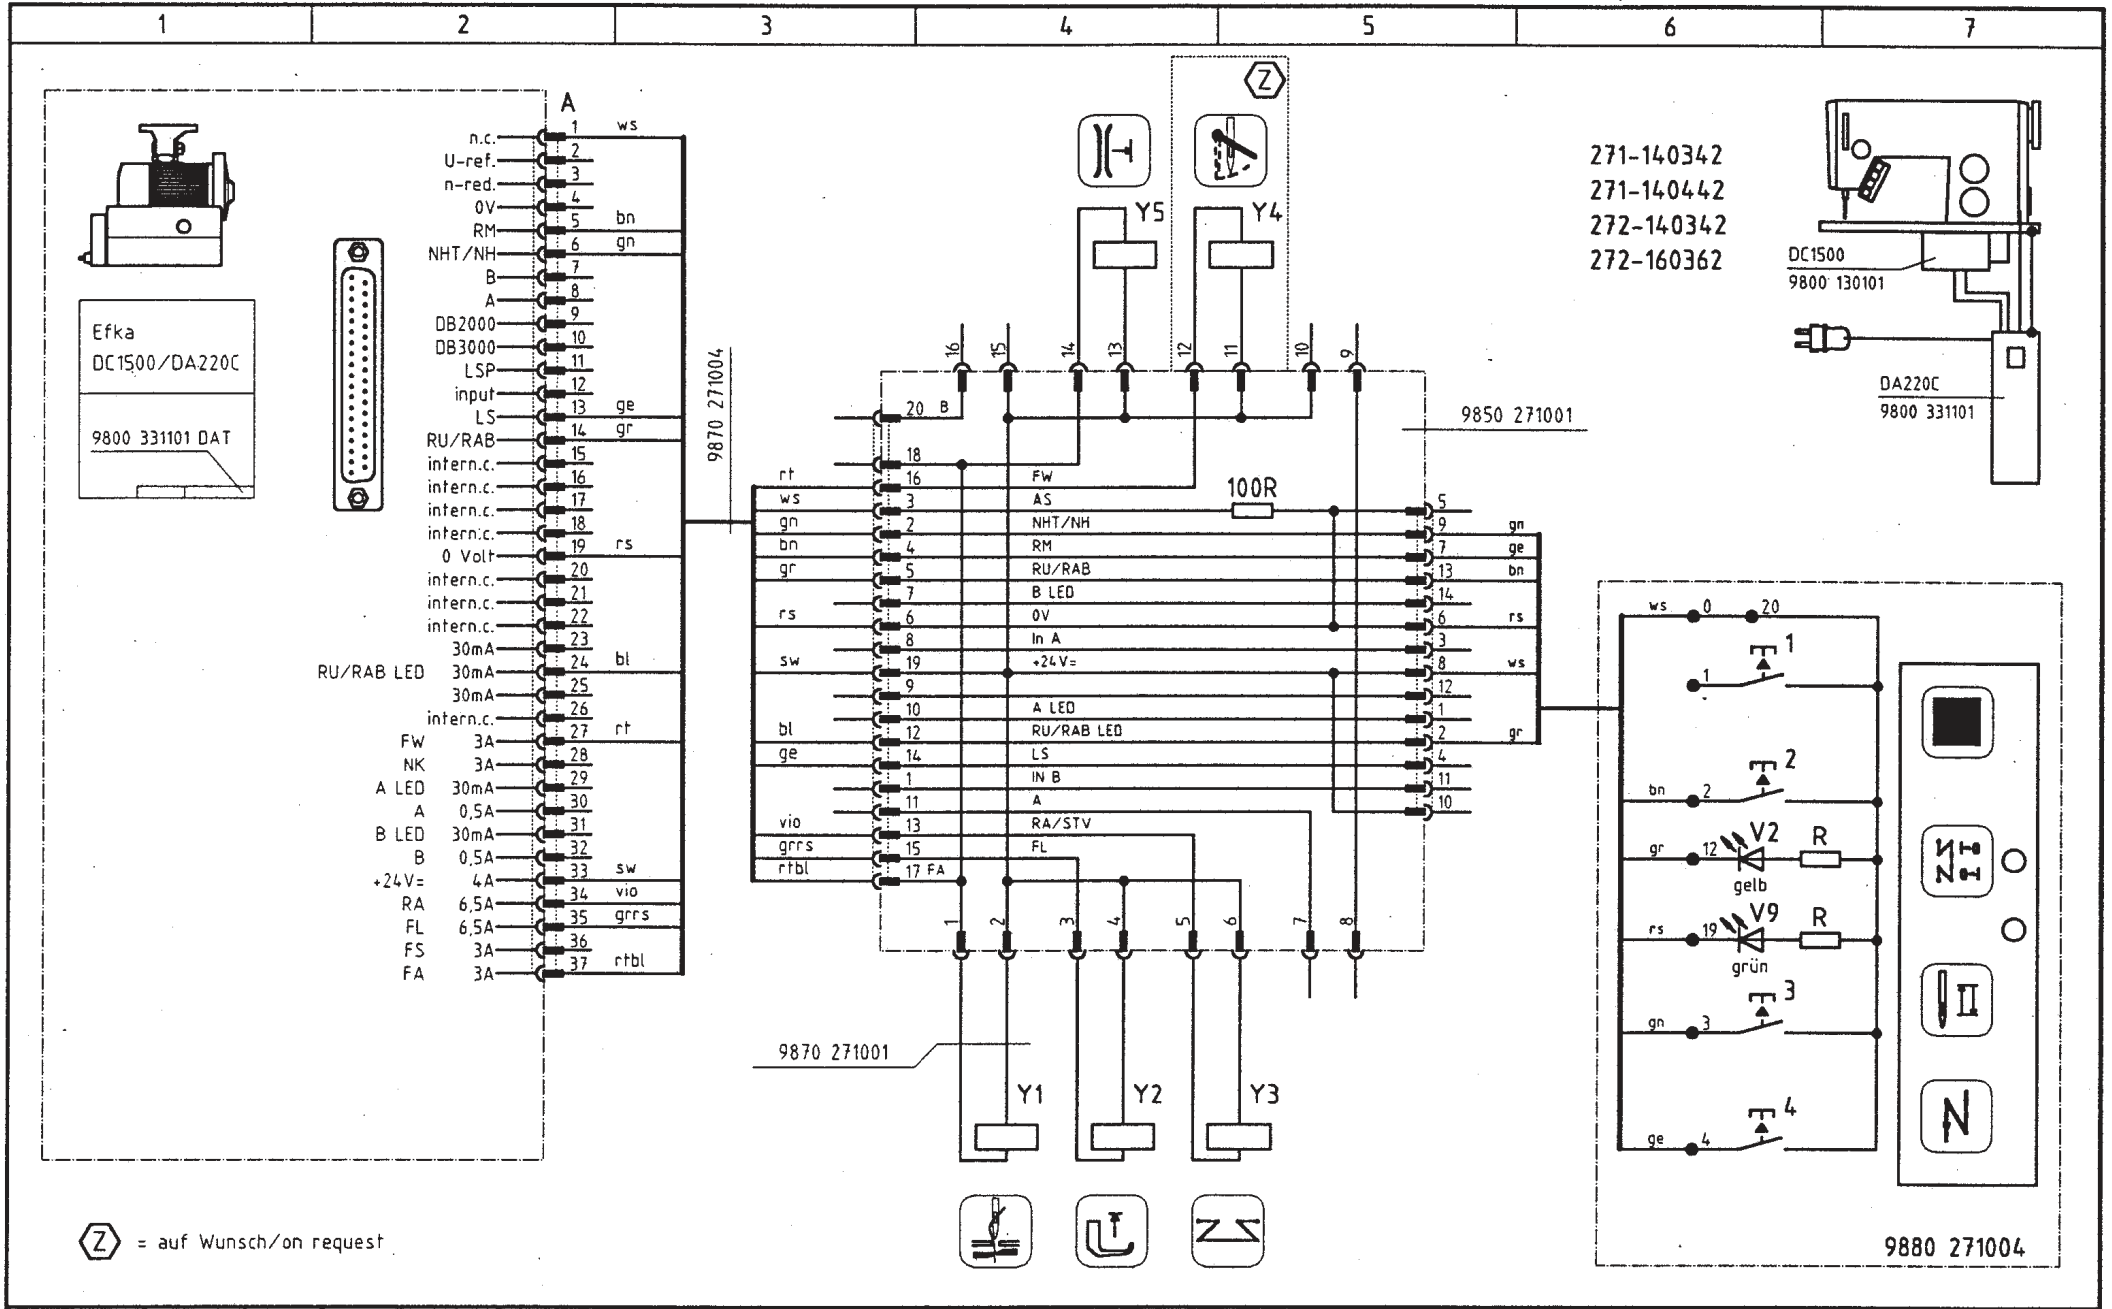 1 2 3 4 5 6 7
A
n.c. 1 ws
U-ref. 2
n-red. 3
0V 4
RM 5 bn
NHT/NH 6 gn
B 7
A 8
DB2000 9
DB3000 10
LSP 11
input 12
LS 13 ge
RU/RAB 14 gr
intern.c. 15
intern.c. 16
intern.c. 17
intern.c. 18
0 Volt 19 rs
intern.c. 20
intern.c. 21
intern.c. 22
30mA 23
RU/RAB LED 30mA 24 bl
30mA 25
intern.c. 26
FW 3A 27 rt
NK 3A 28
A LED 30mA 29
A 0,5A 30
B LED 30mA 31
B 0,5A 32
+24V= 4A 33 sw
RA 6,5A 34 vio
FL 6,5A 35 grrs
FS 3A 36
FA 3A 37 rtbl
Efka
DC1500/DA220C
9800 331101 DAT
Z = auf Wunsch/on request
9870 271004
Z
Y5 Y4
16 15 14 13 12 11 10 9
9850 271001
20 B
18
rt 16 FW
100R
ws 3 AS 5
gn 2 NHT/NH 9 gn
bn 4 RM 7 ge
gr 5 RU/RAB 13 bn
7 B LED 14
rs 6 0V 6 rs
8 In A 3
sw 19 +24V= 8 ws
9 12
10 A LED 1
bl 12 RU/RAB LED 2 gr
ge 14 LS 4
1 IN B 11
11 A 10
vio 13 RA/STV
grrs 15 FL
rtbl 17 FA
1 2 3 4 5 6 7 8
9870 271001
Y1 Y2 Y3
271-140342
271-140442
272-140342
272-160362
DC1500
9800 130101
DA220C
9800 331101
ws 0 20
1 1
bn 2 2
gr 12 V2 R
gelb
rs 19 V9 R
grün
gn 3 3
ge 4 4
9880 271004